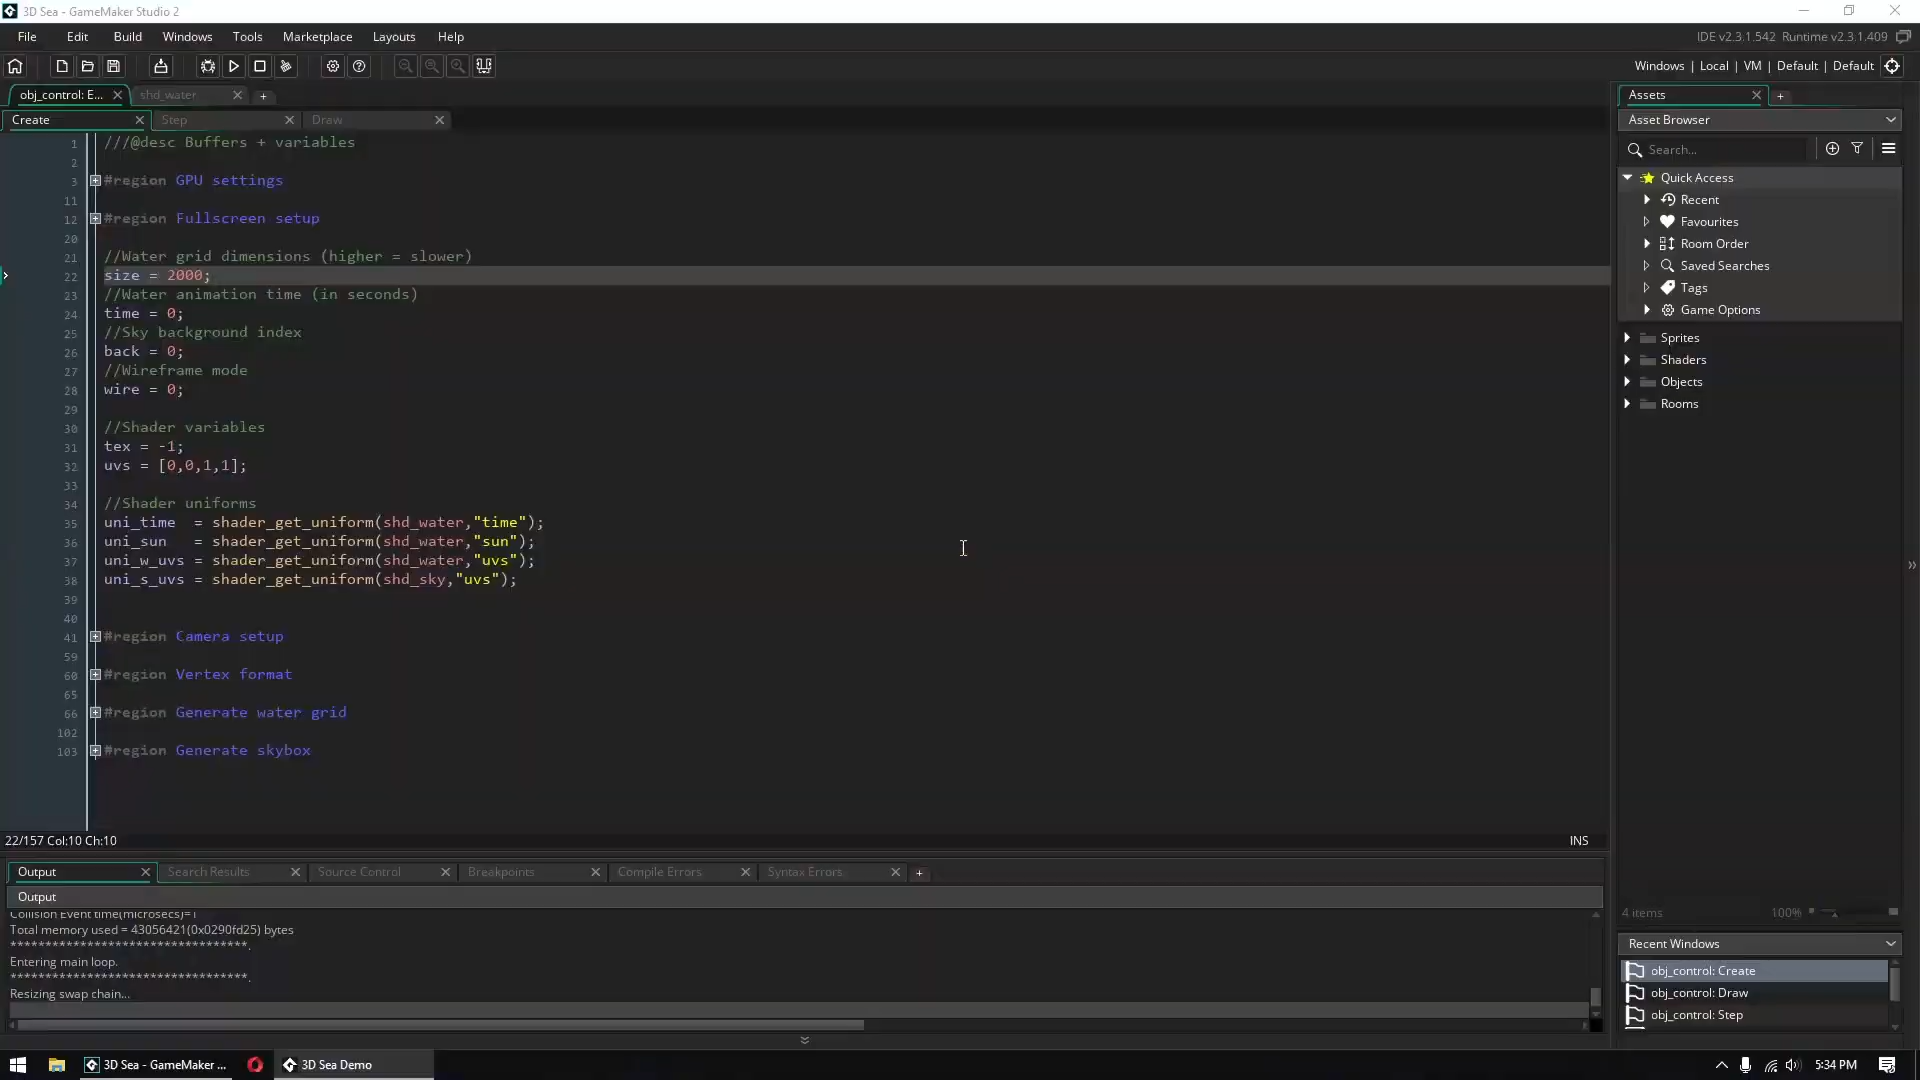 3D Sea - GameMaker Studio 2
File Edit Build Windows Tools Marketplace Layouts Help
IDE v2.3.1.542 Runtime v2.3.1.409
Windows | Local | VM | Default | Default
obj_control: E...
shd_water
Create
Step
Draw
1 ///@desc Buffers + variables
2
3 #region GPU settings
11
12 #region Fullscreen setup
20
21 //Water grid dimensions (higher = slower)
22 size = 2000;
23 //Water animation time (in seconds)
24 time = 0;
25 //Sky background index
26 back = 0;
27 //Wireframe mode
28 wire = 0;
29
30 //Shader variables
31 tex = -1;
32 uvs = [0,0,1,1];
33
34 //Shader uniforms
35 uni_time  = shader_get_uniform(shd_water,"time");
36 uni_sun   = shader_get_uniform(shd_water,"sun");
37 uni_w_uvs = shader_get_uniform(shd_water,"uvs");
38 uni_s_uvs = shader_get_uniform(shd_sky,"uvs");
39
40
41 #region Camera setup
59
60 #region Vertex format
65
66 #region Generate water grid
102
103 #region Generate skybox
22/157 Col:10 Ch:10
INS
Output
Search Results
Source Control
Breakpoints
Compile Errors
Syntax Errors
Output
Collision Event time(microsecs)=1
Total memory used = 43056421(0x0290fd25) bytes
**********************************.
Entering main loop.
**********************************.
Resizing swap chain...
Assets
Asset Browser
Search...
Quick Access
Recent
Favourites
Room Order
Saved Searches
Tags
Game Options
Sprites
Shaders
Objects
Rooms
4 items
100%
Recent Windows
obj_control: Create
obj_control: Draw
obj_control: Step
3D Sea - GameMaker ...
3D Sea Demo
5:34 PM